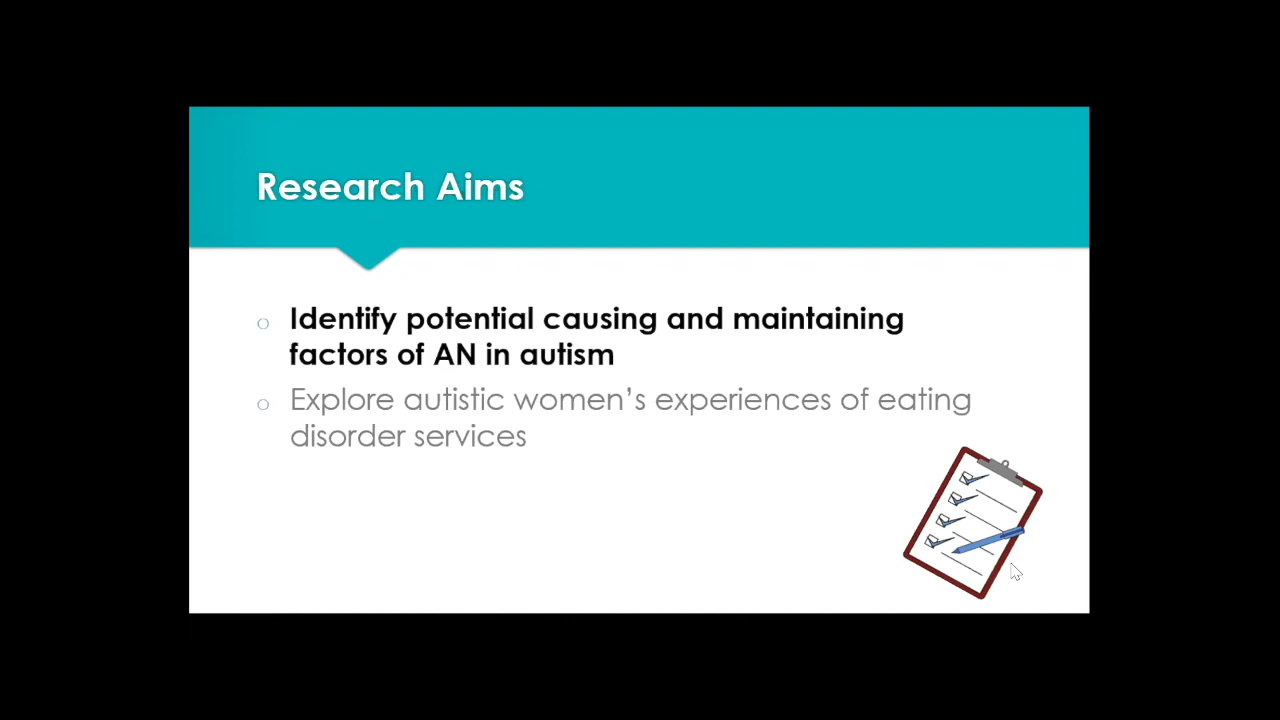 Research Aims
Identify potential causing and maintaining
factors of AN in autism
Explore autistic women's experiences of eating
disorder services